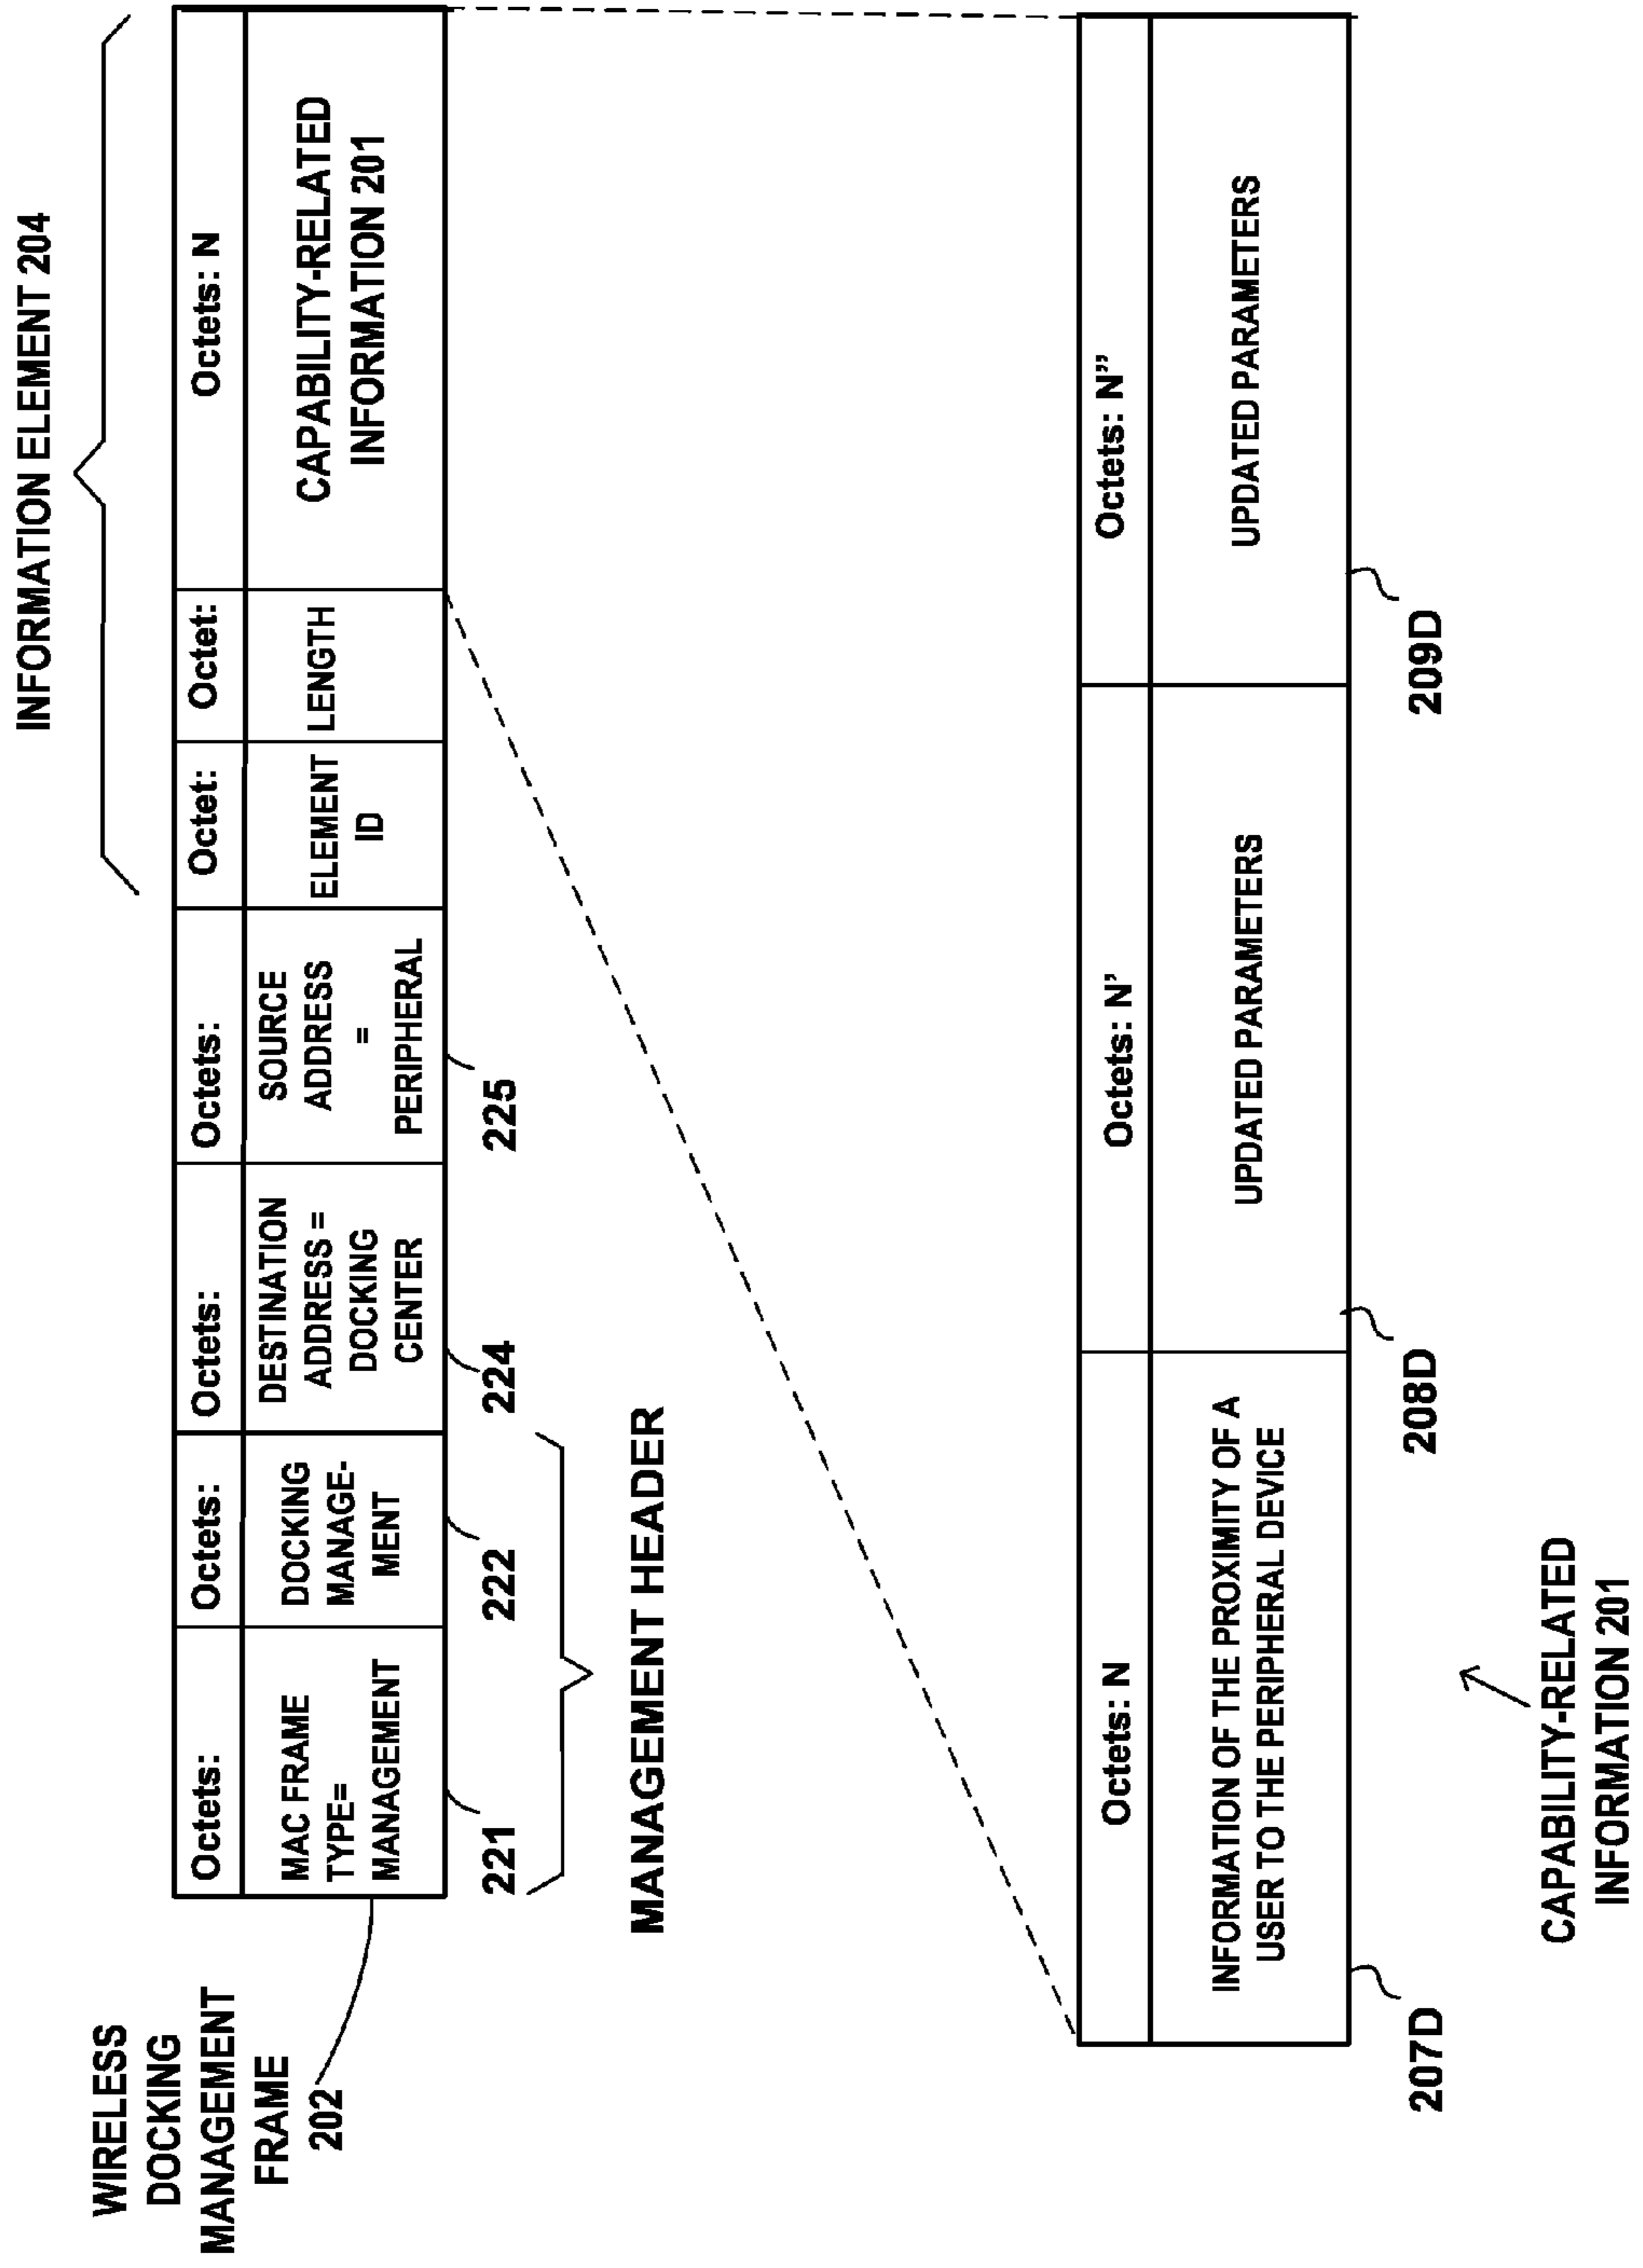 WIRELESS
DOCKING
MANAGEMENT
FRAME
202
INFORMATION ELEMENT 204
Octets:
Octets:
Octets:
Octets:
Octet:
Octet:
Octets: N
MAC FRAME
TYPE=
MANAGEMENT
DOCKING
MANAGE-
MENT
DESTINATION
ADDRESS =
DOCKING
CENTER
SOURCE
ADDRESS
=
PERIPHERAL
ELEMENT
ID
LENGTH
CAPABILITY-RELATED
INFORMATION 201
221
222
224
225
MANAGEMENT HEADER
Octets: N
Octets: N'
Octets: N''
INFORMATION OF THE PROXIMITY OF A
USER TO THE PERIPHERAL DEVICE
UPDATED PARAMETERS
UPDATED PARAMETERS
207D
208D
209D
CAPABILITY-RELATED
INFORMATION 201